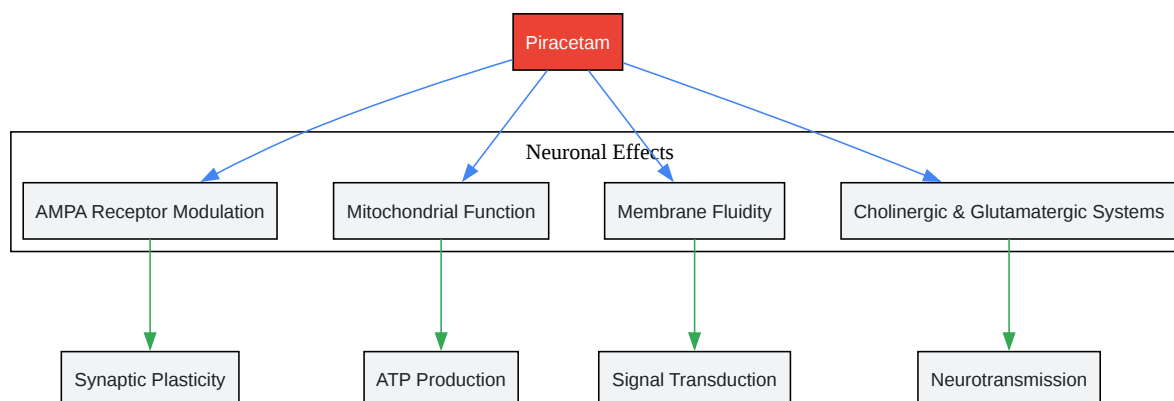 Piracetam
Neuronal Effects
AMPA Receptor Modulation
Mitochondrial Function
Membrane Fluidity
Cholinergic & Glutamatergic Systems
Synaptic Plasticity
ATP Production
Signal Transduction
Neurotransmission